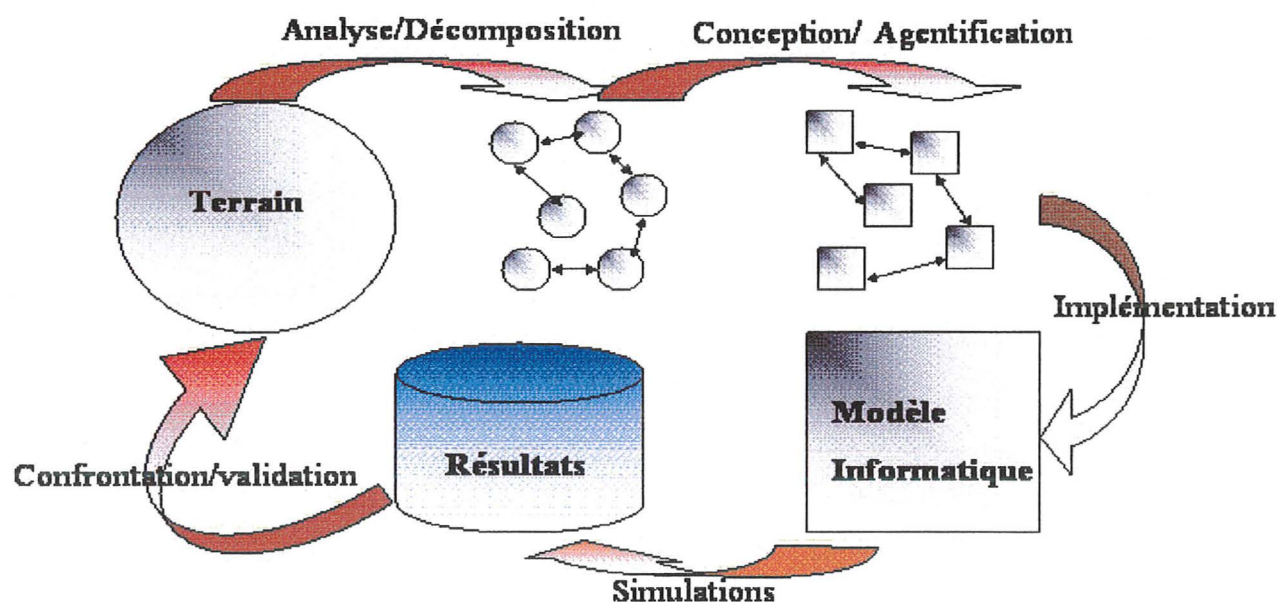 Analyse/Décomposition
Conception/ Agentification
Terrain
Implémentation
Modèle
Informatique
Résultats
Confrontation/validation
Simulations